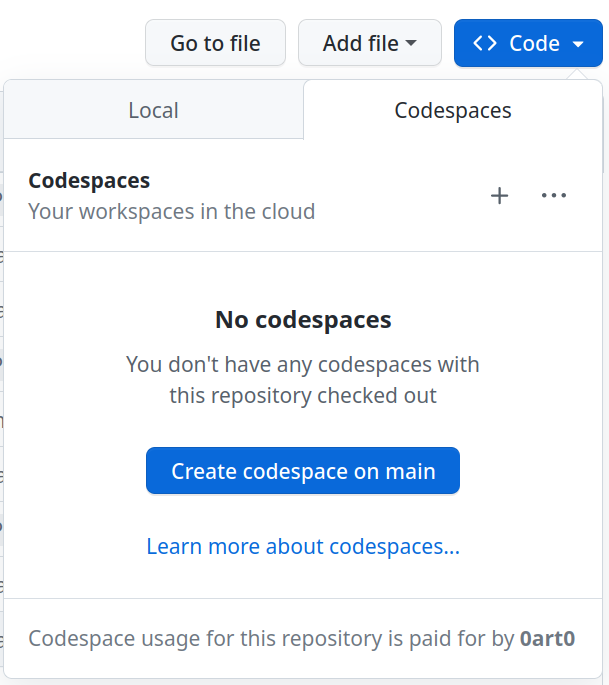 Go to file
Add file
Code
Local
Codespaces
Codespaces
Your workspaces in the cloud
No codespaces
You don't have any codespaces with
this repository checked out
Create codespace on main
Learn more about codespaces...
Codespace usage for this repository is paid for by 0art0